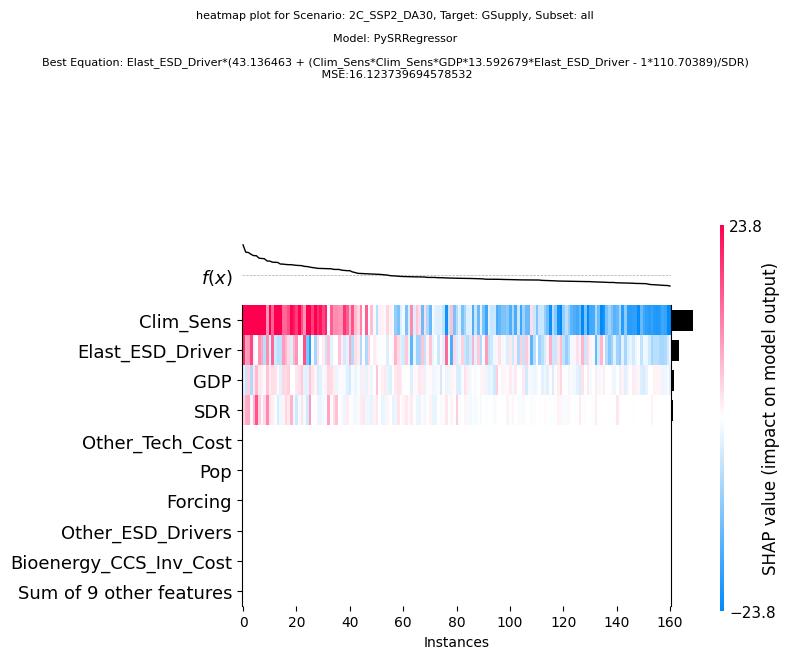 heatmap plot for Scenario: 2C_SSP2_DA30, Target: GSupply, Subset: all
Model: PySRRegressor
Best Equation: Elast_ESD_Driver*(43.136463 + (Clim_Sens*Clim_Sens*GDP*13.592679*Elast_ESD_Driver - 1*110.70389)/SDR)
MSE:16.123739694578532
23.8
f(x)
Clim_Sens
Elast_ESD_Driver
GDP
SDR
Other_Tech_Cost
Pop
Forcing
Other_ESD_Drivers
Bioenergy_CCS_Inv_Cost
Sum of 9 other features
SHAP value (impact on model output)
−23.8
0 20 40 60 80 100 120 140 160
Instances